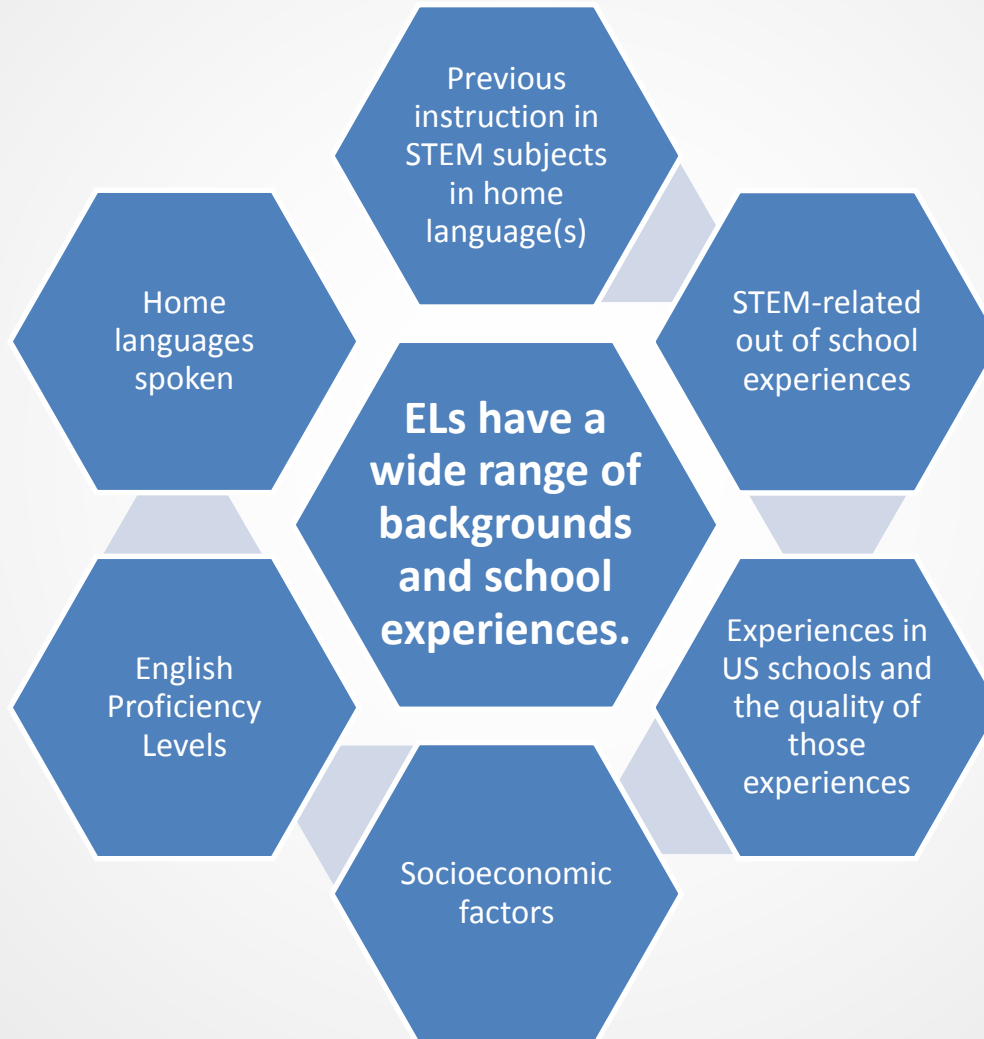 Previous
instruction in
STEM subjects
in home
language(s)
STEM-related
out of school
experiences
Experiences in
US schools and
the quality of
those
experiences
Socioeconomic
factors
English
Proficiency
Levels
Home
languages
spoken
ELs have a
wide range of
backgrounds
and school
experiences.